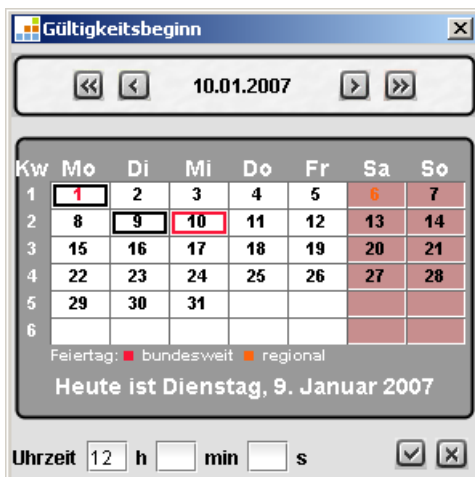 Gültigkeitsbeginn
10.01.2007
Kw Mo Di Mi Do Fr Sa So
1 1 2 3 4 5 6 7
2 8 9 10 11 12 13 14
3 15 16 17 18 19 20 21
4 22 23 24 25 26 27 28
5 29 30 31
6
Feiertag: bundesweit regional
Heute ist Dienstag, 9. Januar 2007
Uhrzeit 12 h min s